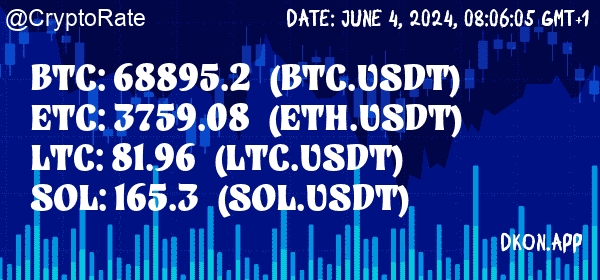 @CryptoRate
DATE: JUNE 4, 2024, 08:06:05 GMT+1
BTC: 68895.2 (BTC.USDT)
ETC: 3759.08 (ETH.USDT)
LTC: 81.96 (LTC.USDT)
SOL: 165.3 (SOL.USDT)
DKON.APP